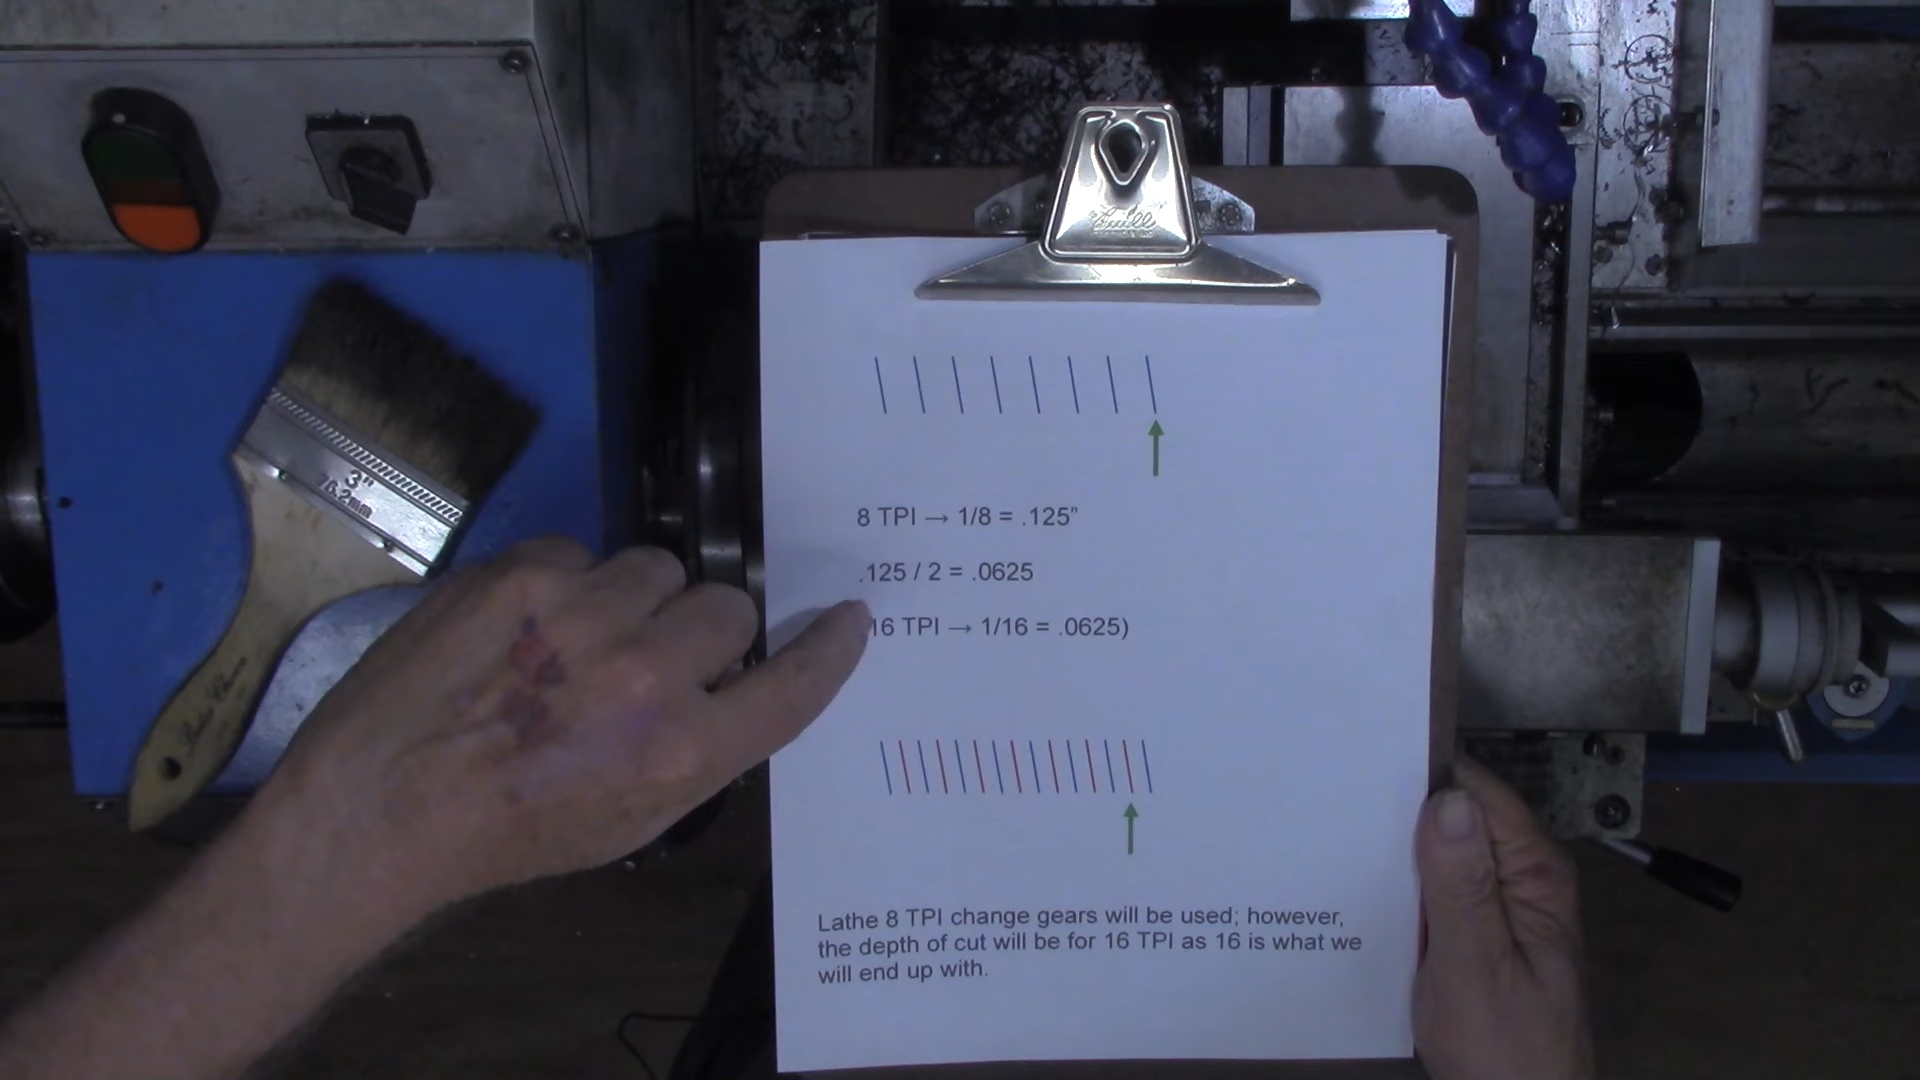 3"
76.2mm
8 TPI → 1/8 = .125”
.125 / 2 = .0625
16 TPI → 1/16 = .0625)
Lathe 8 TPI change gears will be used; however,
the depth of cut will be for 16 TPI as 16 is what we
will end up with.